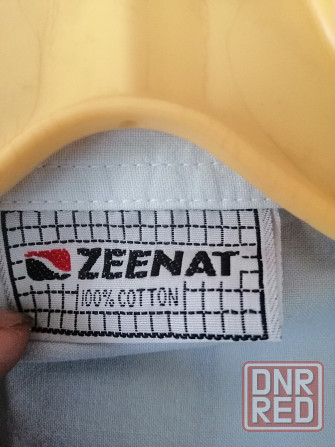 ZEENAT
100% COTTON
DNR
RED